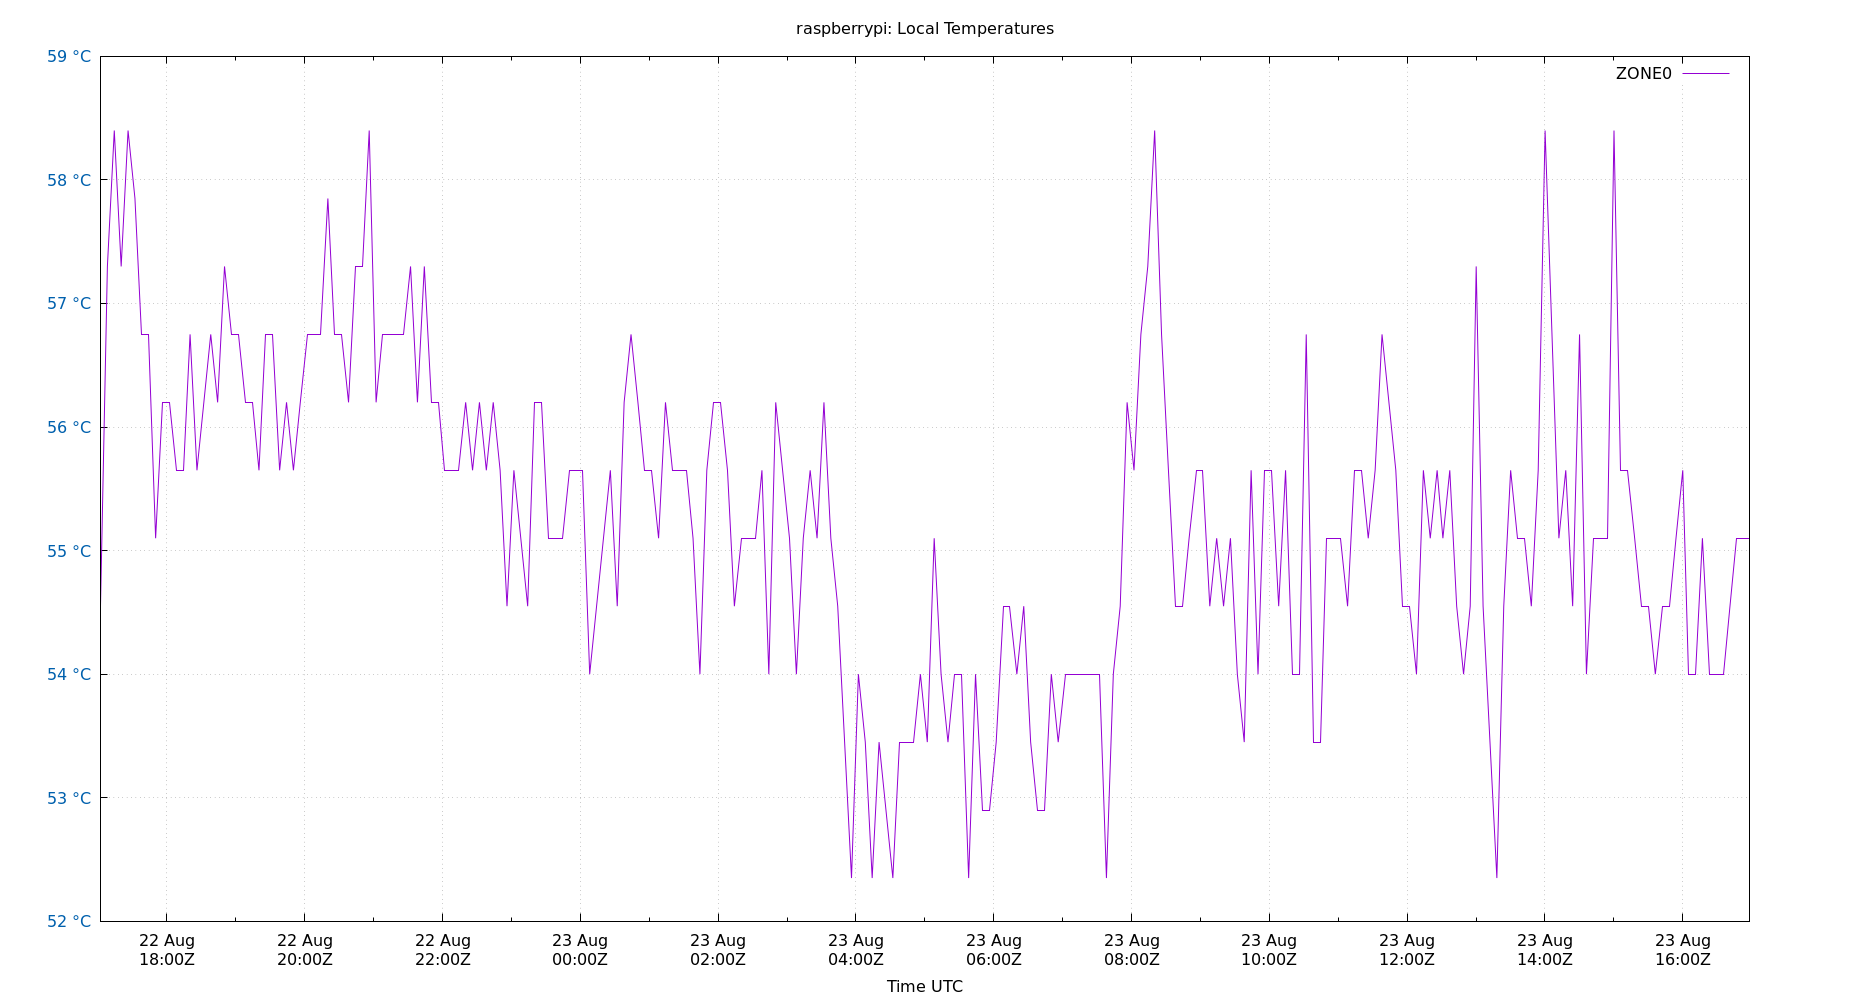 raspberrypi: Local Temperatures
59 °C
ZONE0
58 °C
57 °C
56 °C
55 °C
54 °C
53 °C
52 °C
22 Aug 22 Aug 22 Aug 23 Aug 23 Aug 23 Aug 23 Aug 23 Aug 23 Aug 23 Aug 23 Aug 23 Aug
18:00Z 20:00Z 22:00Z 00:00Z 02:00Z 04:00Z 06:00Z 08:00Z 10:00Z 12:00Z 14:00Z 16:00Z
Time UTC